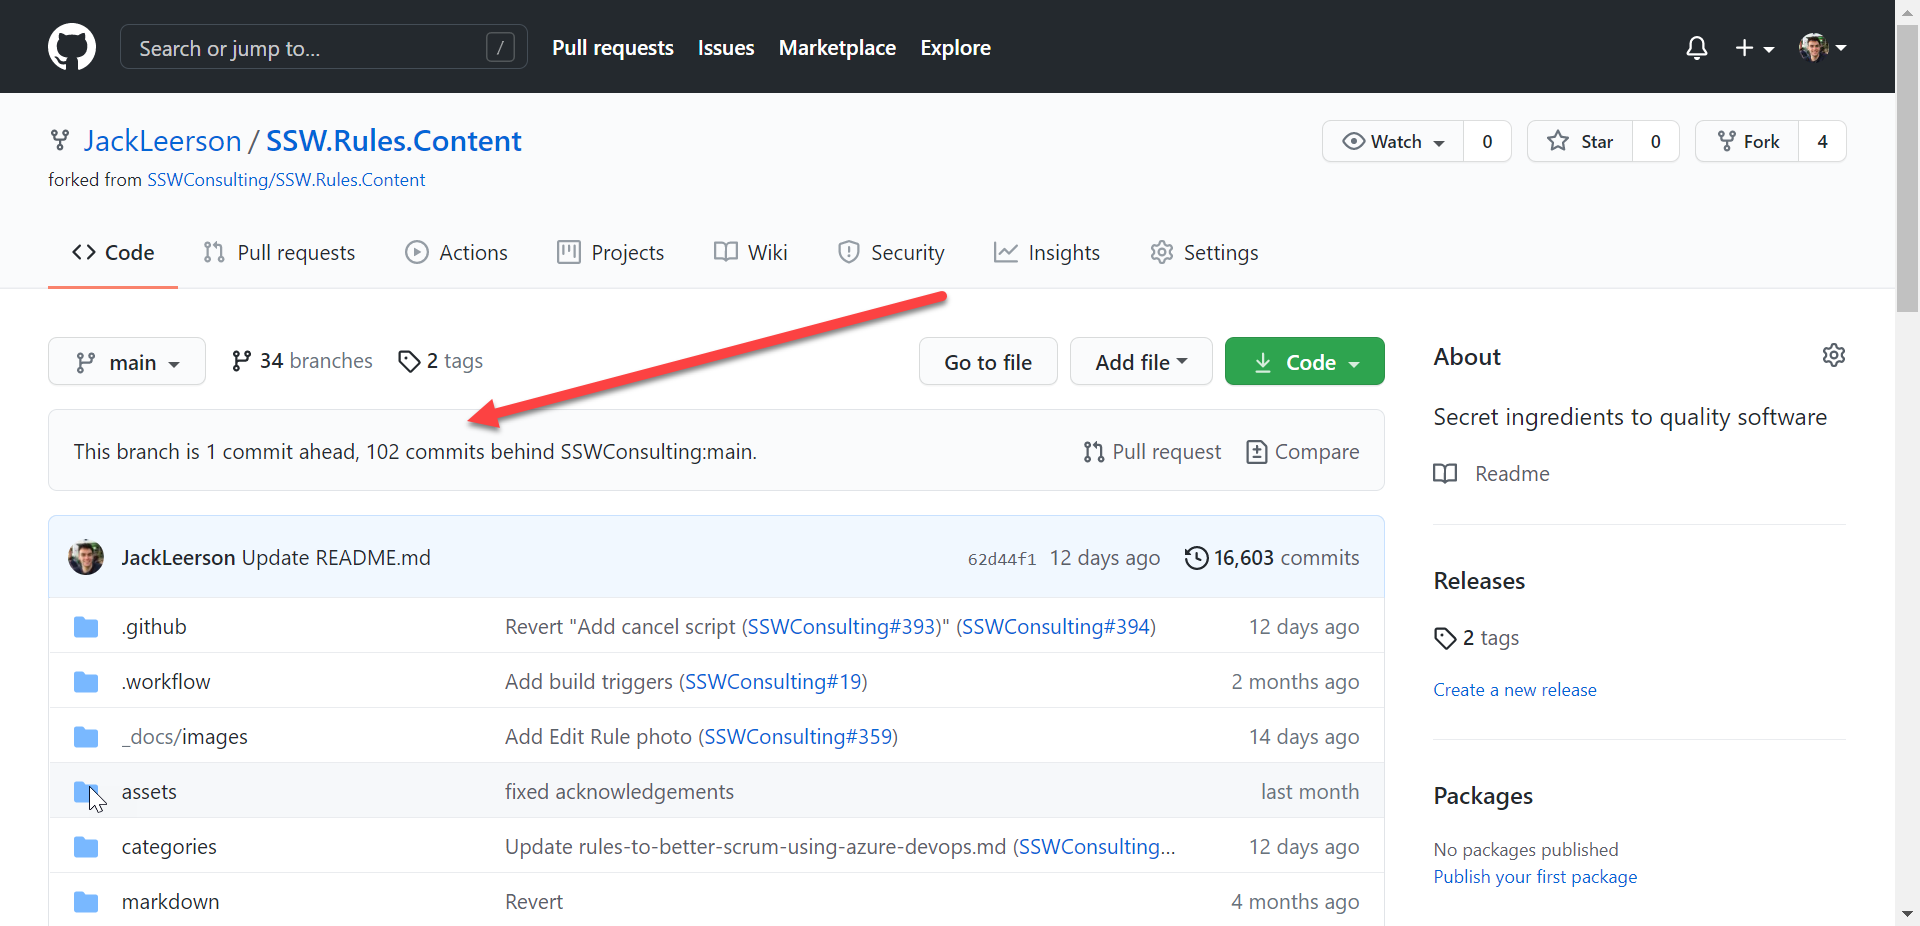 Search or jump to... /
Pull requests Issues Marketplace Explore
JackLeerson / SSW.Rules.Content
Watch 0 Star 0 Fork 4
forked from SSWConsulting/SSW.Rules.Content
Code Pull requests Actions Projects Wiki Security Insights Settings
main 34 branches 2 tags
Go to file Add file Code
This branch is 1 commit ahead, 102 commits behind SSWConsulting:main.
Pull request Compare
JackLeerson Update README.md 62d44f1 12 days ago 16,603 commits
.github Revert "Add cancel script (SSWConsulting#393)" (SSWConsulting#394) 12 days ago
.workflow Add build triggers (SSWConsulting#19) 2 months ago
_docs/images Add Edit Rule photo (SSWConsulting#359) 14 days ago
assets fixed acknowledgements last month
categories Update rules-to-better-scrum-using-azure-devops.md (SSWConsulting... 12 days ago
markdown Revert 4 months ago
About
Secret ingredients to quality software
Readme
Releases
2 tags
Create a new release
Packages
No packages published
Publish your first package